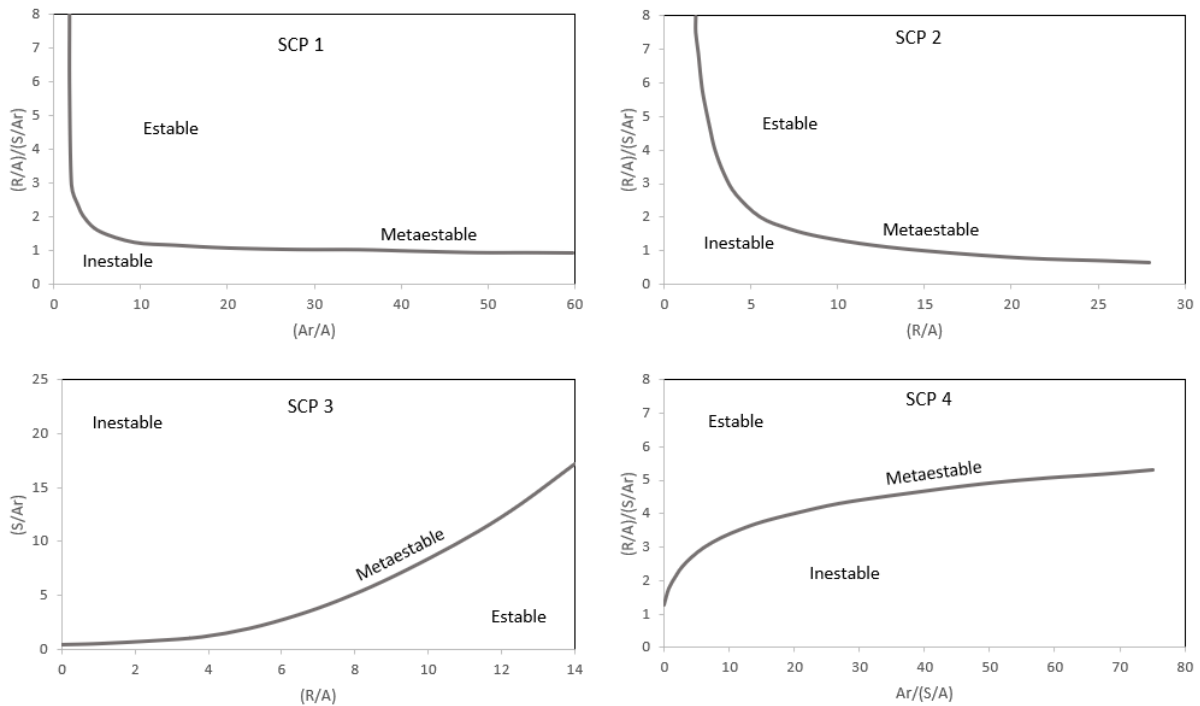 SCP 1
(R/A)/(S/Ar)
8
7
6
5
4
3
2
1
0
Estable
Metaestable
Inestable
0 10 20 30 40 50 60
(Ar/A)
SCP 2
(R/A)/(S/Ar)
8
7
6
5
4
3
2
1
0
Estable
Metaestable
Inestable
0 5 10 15 20 25 30
(R/A)
SCP 3
(S/Ar)
25
20
15
10
5
0
Inestable
Metaestable
Estable
0 2 4 6 8 10 12 14
(R/A)
SCP 4
(R/A)/(S/Ar)
8
7
6
5
4
3
2
1
0
Estable
Metaestable
Inestable
0 10 20 30 40 50 60 70 80
Ar/(S/A)